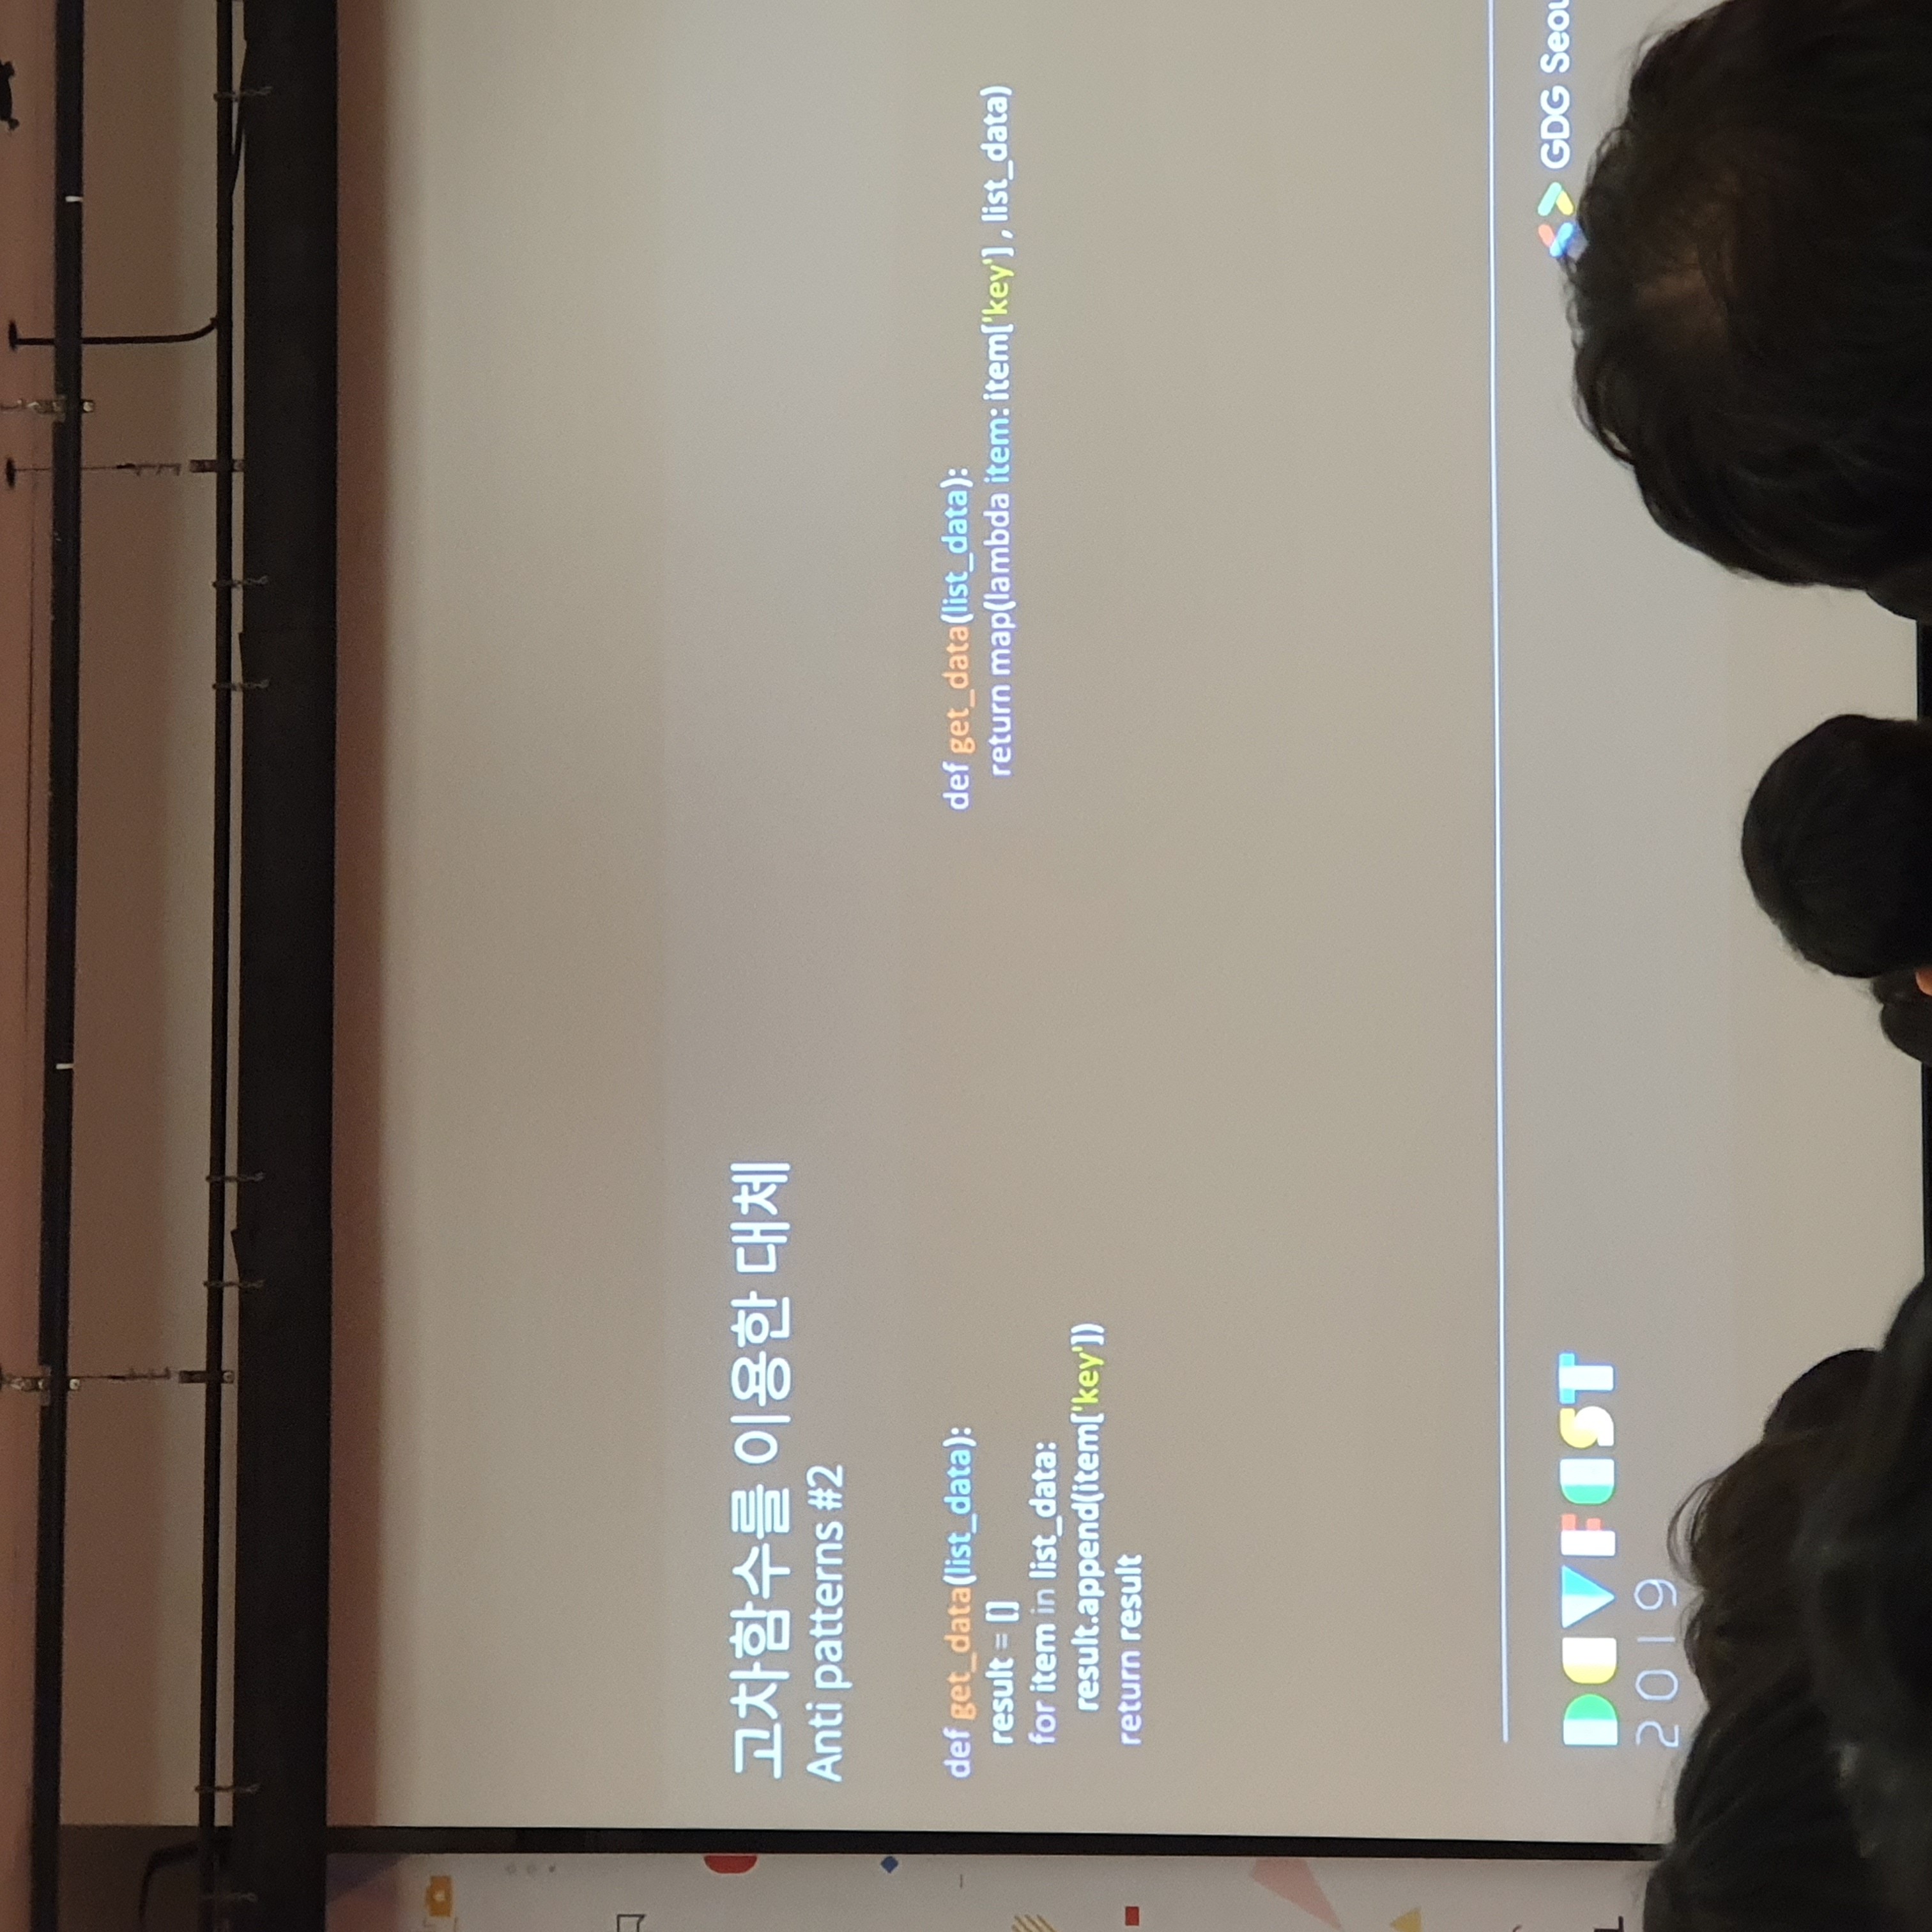 고차함수를 이용한 대체
Anti patterns #2
def get_data(list_data):
result = []
for item in list_data:
result.append(item['key'])
return result
def get_data(list_data):
return map(lambda item: item['key'] , list_data)
DEVFEST
2019
GDG